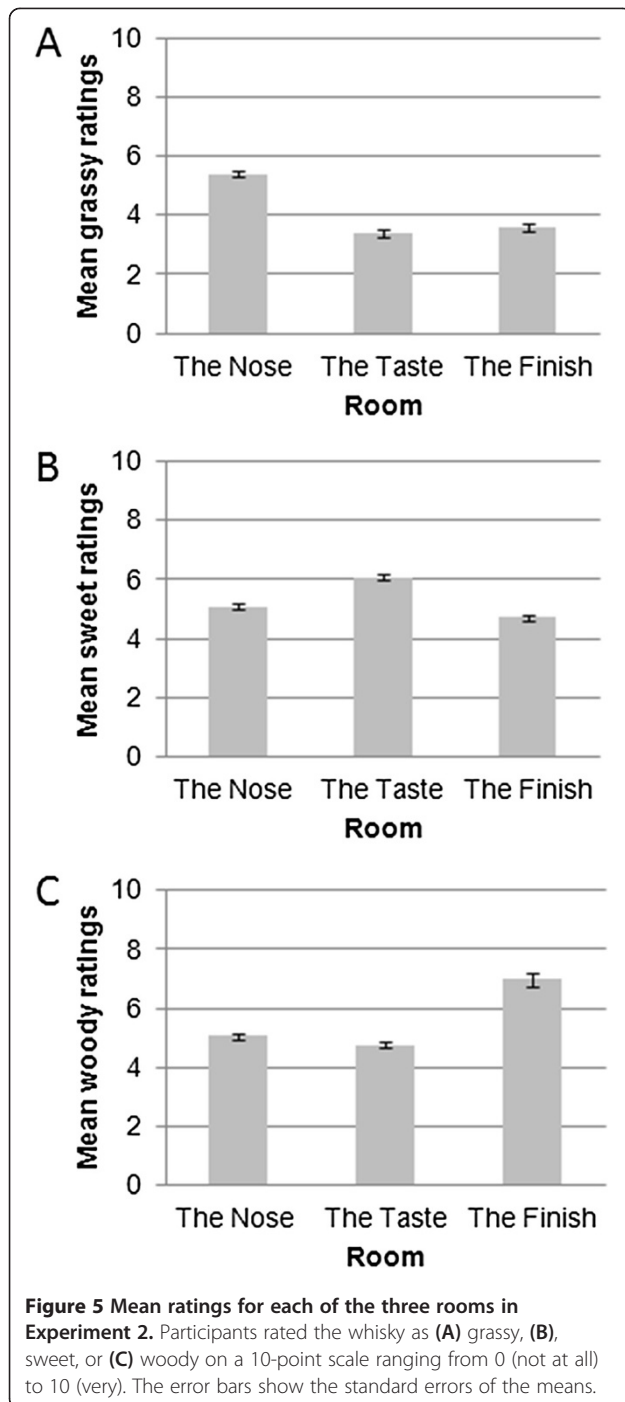 A
Mean grassy ratings
10
8
6
4
2
0
The Nose The Taste The Finish
Room
B
Mean sweet ratings
10
8
6
4
2
0
The Nose The Taste The Finish
Room
C
Mean woody ratings
10
8
6
4
2
0
The Nose The Taste The Finish
Room
Figure 5 Mean ratings for each of the three rooms in
Experiment 2. Participants rated the whisky as (A) grassy, (B),
sweet, or (C) woody on a 10-point scale ranging from 0 (not at all)
to 10 (very). The error bars show the standard errors of the means.